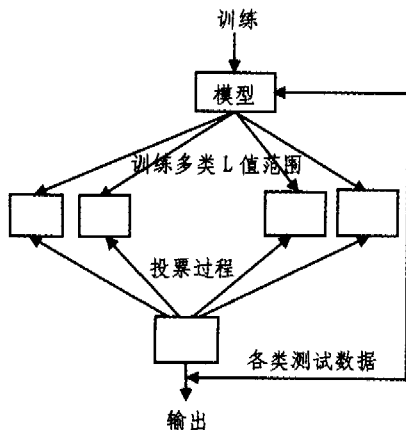 训练
模型
训练多类L值范围
投票过程
各类测试数据
输出